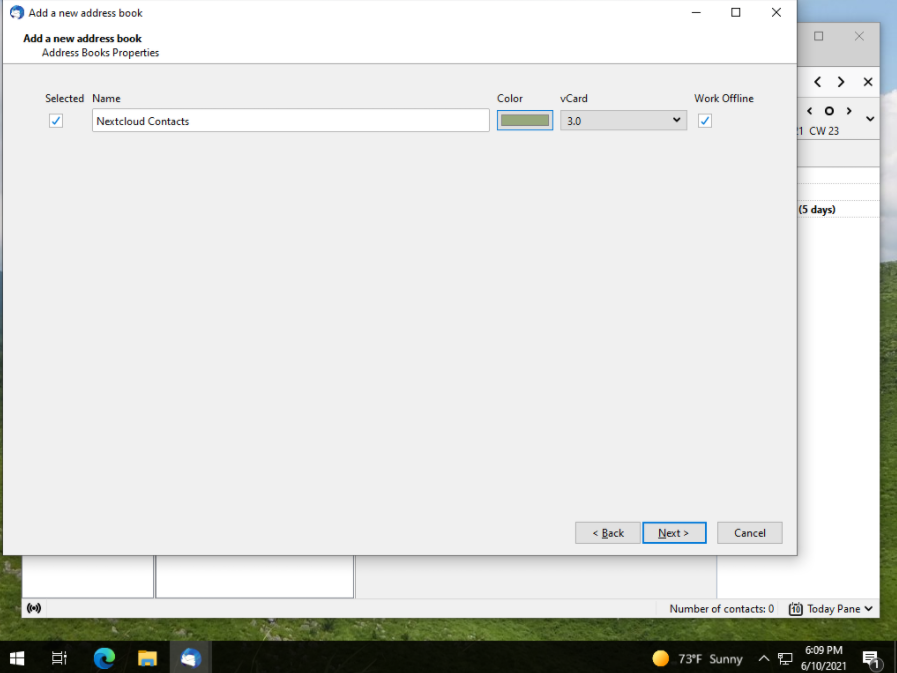 Add a new address book
Add a new address book
Address Books Properties
Selected Name Color vCard Work Offline
Nextcloud Contacts 3.0
21 CW 23
(5 days)
< Back Next > Cancel
Number of contacts: 0 10 Today Pane
73°F Sunny
6:09 PM
6/10/2021
1